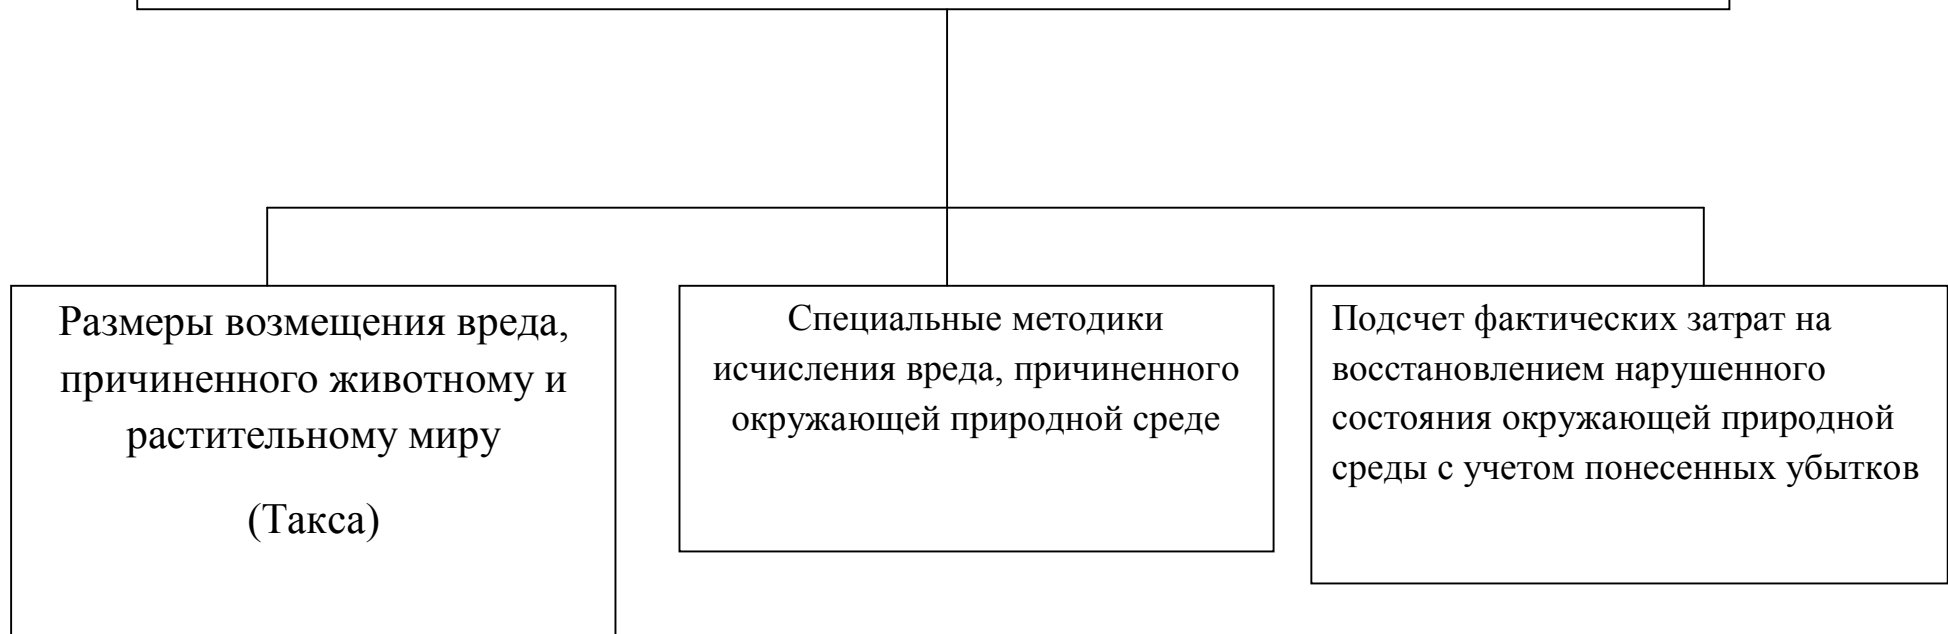 Размеры возмещения вреда,
причиненного животному и
растительному миру
(Такса)
Специальные методики
исчисления вреда, причиненного
окружающей природной среде
Подсчет фактических затрат на
восстановлением нарушенного
состояния окружающей природной
среды с учетом понесенных убытков